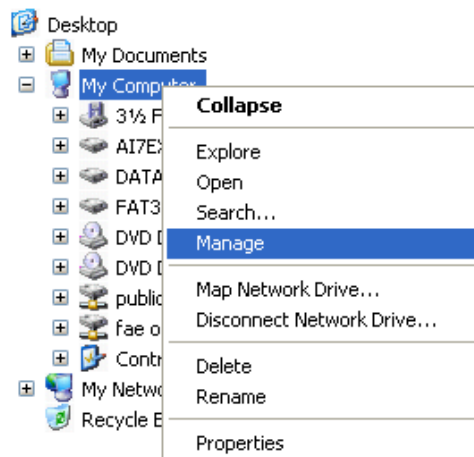 Desktop
My Documents
My Computer
Collapse
3½ F
AI7E
Explore
DATA
Open
FAT3
Search...
DVD
Manage
DVD
public
Map Network Drive...
fae o
Disconnect Network Drive...
Contr
Delete
My Netwo
Rename
Recycle
Properties